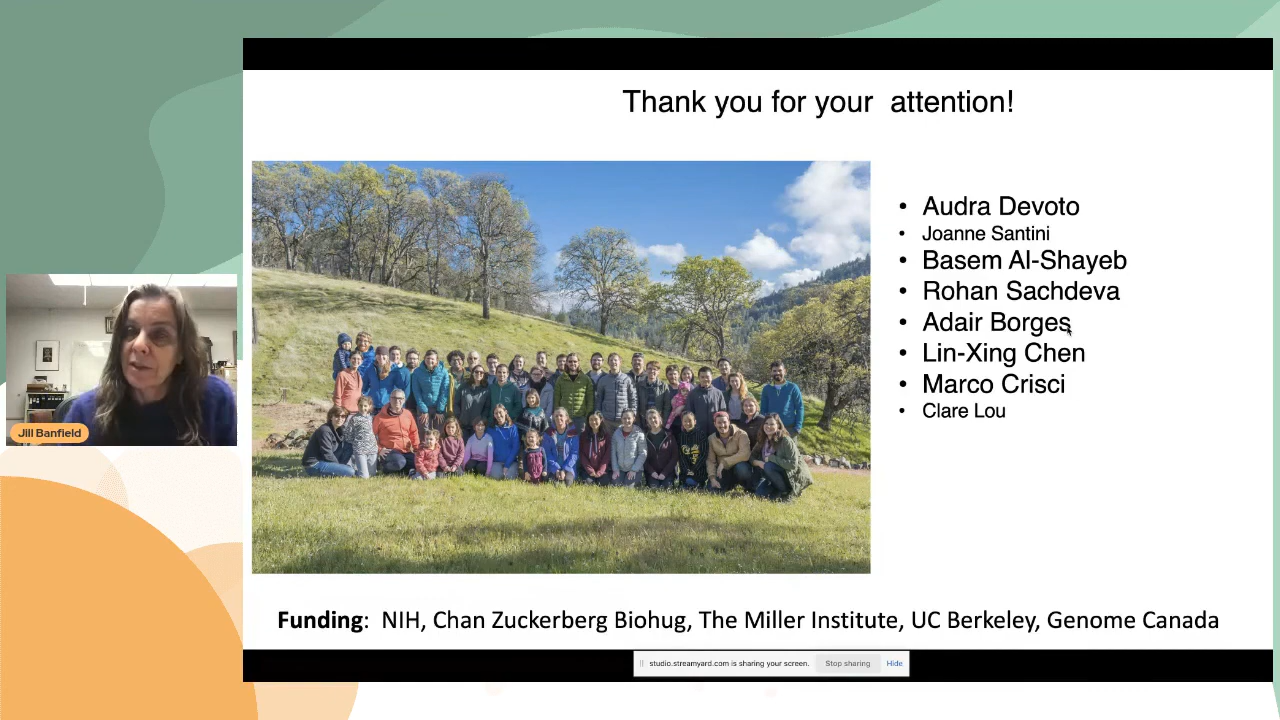 Thank you for your  attention!
• Audra Devoto
• Joanne Santini
• Basem Al-Shayeb
• Rohan Sachdeva
• Adair Borges
• Lin-Xing Chen
• Marco Crisci
• Clare Lou
Jill Banfield
Funding:  NIH, Chan Zuckerberg Biohug, The Miller Institute, UC Berkeley, Genome Canada
studio.streamyard.com is sharing your screen. Stop sharing Hide